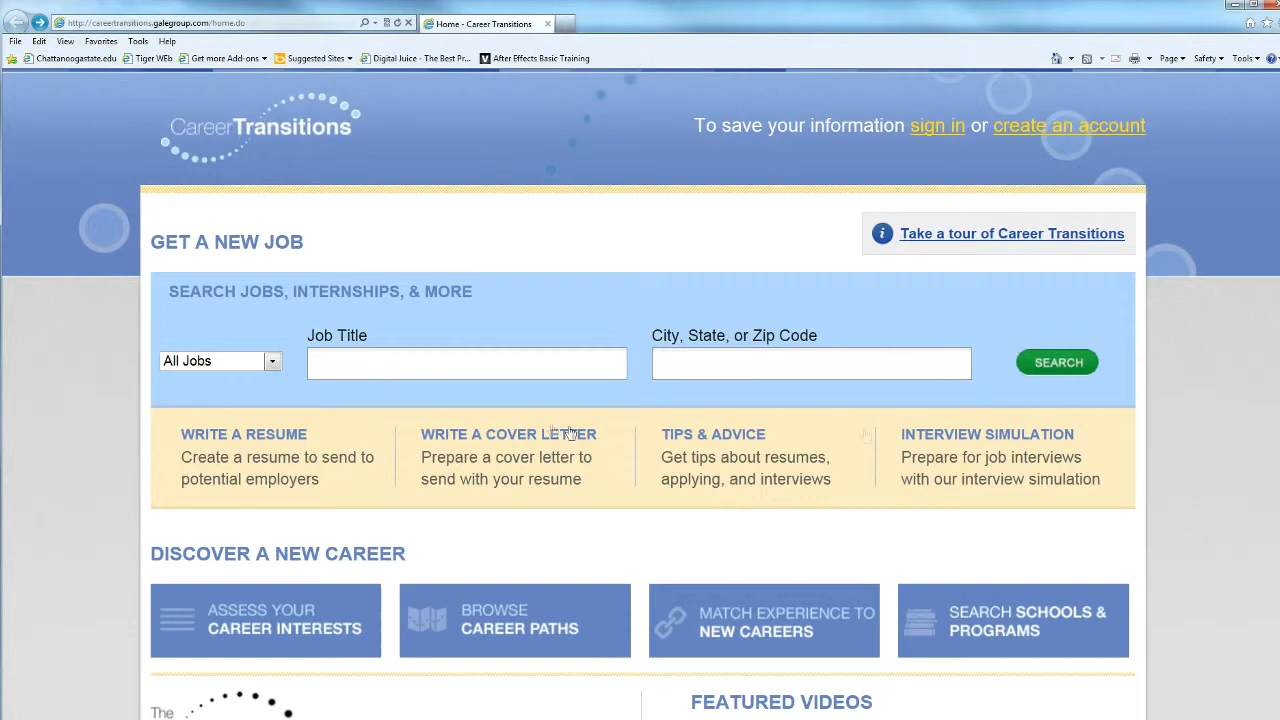 http://careertransitions.galegroup.com/home.do
Home - Career Transitions
File Edit View Favorites Tools Help
Chattanoogastate.edu Tiger WEb Get more Add-ons Suggested Sites Digital Juice - The Best Pr... After Effects Basic Training Page Safety Tools
CareerTransitions
To save your information sign in or create an account
GET A NEW JOB
Take a tour of Career Transitions
SEARCH JOBS, INTERNSHIPS, & MORE
Job Title City, State, or Zip Code
All Jobs SEARCH
WRITE A RESUME
Create a resume to send to
potential employers
WRITE A COVER LETTER
Prepare a cover letter to
send with your resume
TIPS & ADVICE
Get tips about resumes,
applying, and interviews
INTERVIEW SIMULATION
Prepare for job interviews
with our interview simulation
DISCOVER A NEW CAREER
ASSESS YOUR
CAREER INTERESTS
BROWSE
CAREER PATHS
MATCH EXPERIENCE TO
NEW CAREERS
SEARCH SCHOOLS &
PROGRAMS
The
FEATURED VIDEOS